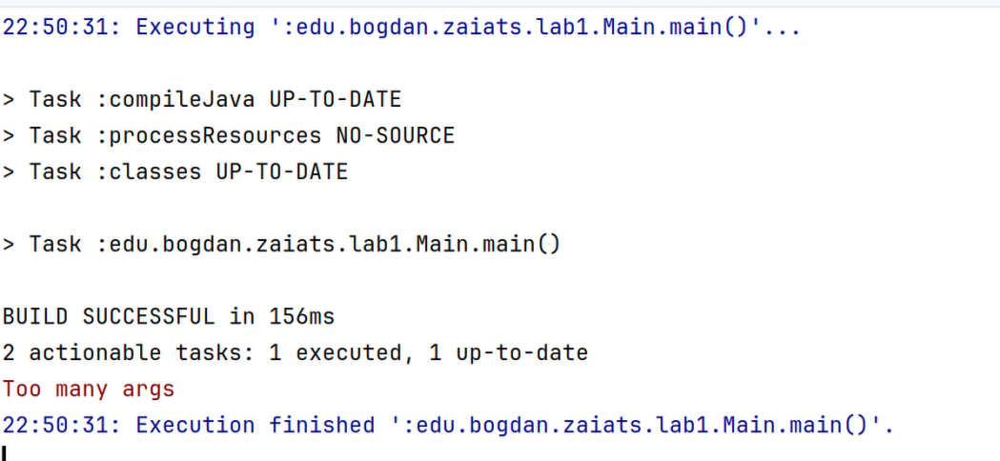 22:50:31: Executing ':edu.bogdan.zaiats.lab1.Main.main()'...
> Task :compileJava UP-TO-DATE
> Task :processResources NO-SOURCE
> Task :classes UP-TO-DATE
> Task :edu.bogdan.zaiats.lab1.Main.main()
BUILD SUCCESSFUL in 156ms
2 actionable tasks: 1 executed, 1 up-to-date
Too many args
22:50:31: Execution finished ':edu.bogdan.zaiats.lab1.Main.main()'.